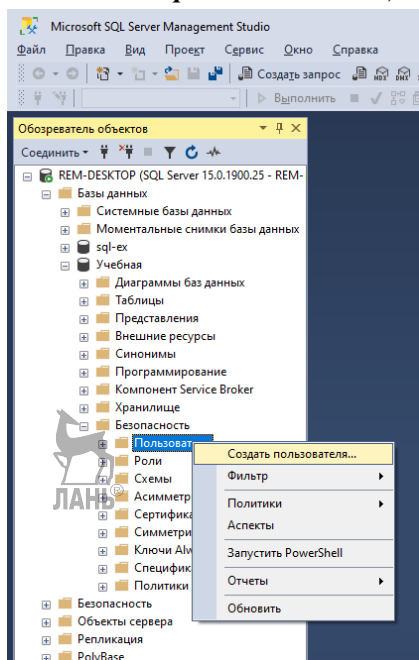 Microsoft SQL Server Management Studio
Файл Правка Вид Проект Сервис Окно Справка
Создать запрос
Выполнить
Обозреватель объектов
Соединить
REM-DESKTOP (SQL Server 15.0.1900.25 - REM-
Базы данных
Системные базы данных
Моментальные снимки базы данных
sql-ex
Учебная
Диаграммы баз данных
Таблицы
Представления
Внешние ресурсы
Синонимы
Программирование
Компонент Service Broker
Хранилище
Безопасность
Пользоват
Создать пользователя...
Роли
Фильтр
Схемы
Асимметр
Политики
ЛАНЬ®
Сертифика
Аспекты
Симметри
Ключи Alw
Запустить PowerShell
Специфик
Отчеты
Политики
Безопасность
Обновить
Объекты сервера
Репликация
PolyBase